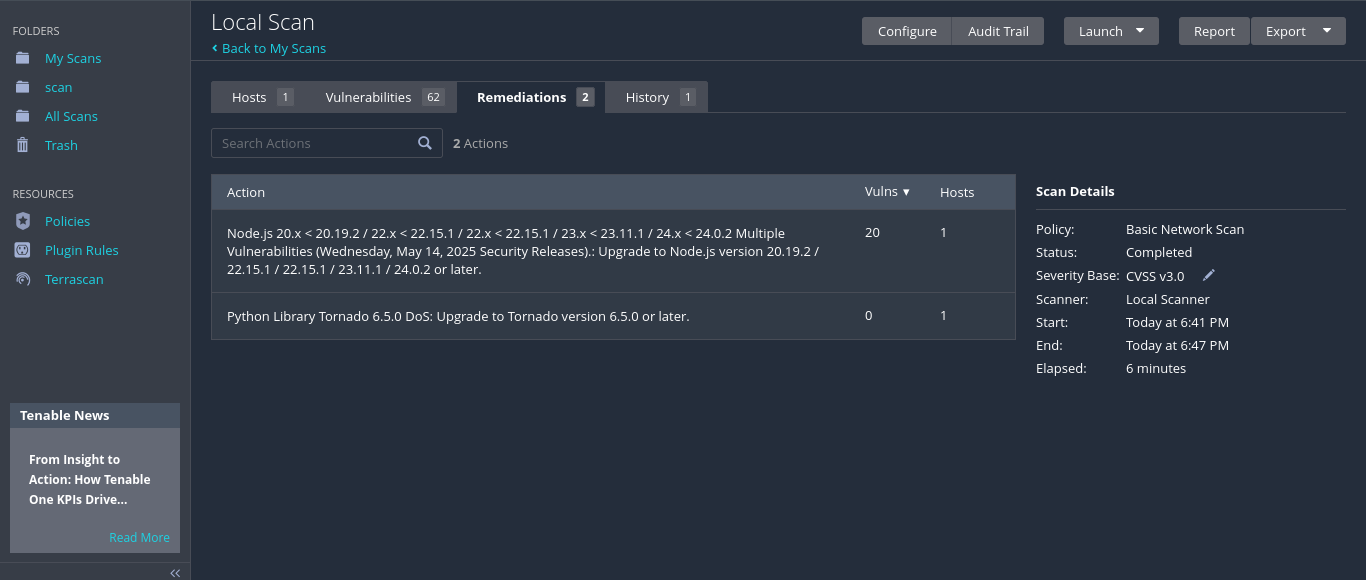 FOLDERS
My Scans
scan
All Scans
Trash
RESOURCES
Policies
Plugin Rules
Terrascan
Tenable News
From Insight to
Action: How Tenable
One KPIs Drive...
Read More
Local Scan
Back to My Scans
Configure
Audit Trail
Launch
Report
Export
Hosts 1
Vulnerabilities 62
Remediations 2
History 1
Search Actions
2 Actions
Action Vulns ▼ Hosts
Node.js 20.x < 20.19.2 / 22.x < 22.15.1 / 22.x < 22.15.1 / 23.x < 23.11.1 / 24.x < 24.0.2 Multiple 20 1
Vulnerabilities (Wednesday, May 14, 2025 Security Releases).: Upgrade to Node.js version 20.19.2 /
22.15.1 / 22.15.1 / 23.11.1 / 24.0.2 or later.
Python Library Tornado 6.5.0 DoS: Upgrade to Tornado version 6.5.0 or later. 0 1
Scan Details
Policy: Basic Network Scan
Status: Completed
Severity Base: CVSS v3.0
Scanner: Local Scanner
Start: Today at 6:41 PM
End: Today at 6:47 PM
Elapsed: 6 minutes